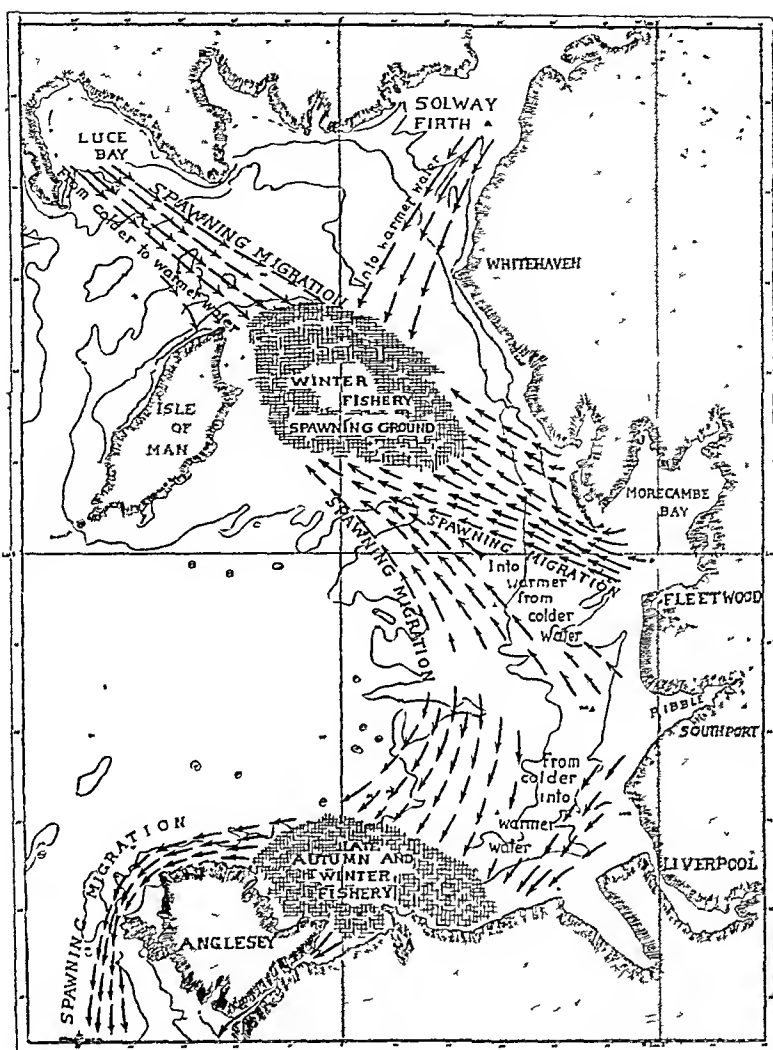 SOLWAY
FIRTH
LUCE
BAY
SPAWNING MIGRATION
From colder to warmer water
Into warmer water
WHITEHAVEN
WINTER
FISHERY
SPAWNING GROUND
ISLE
OF
MAN
MORECAMBE
BAY
SPAWNING MIGRATION
SPAWNING MIGRATION
Into
warmer
from
colder
water
FLEETWOOD
RIBBLE
SOUTHPORT
From
colder
into
warmer
water
LIVERPOOL
LATE
AUTUMN AND
WINTER
FISHERY
SPAWNING MIGRATION
ANGLESEY